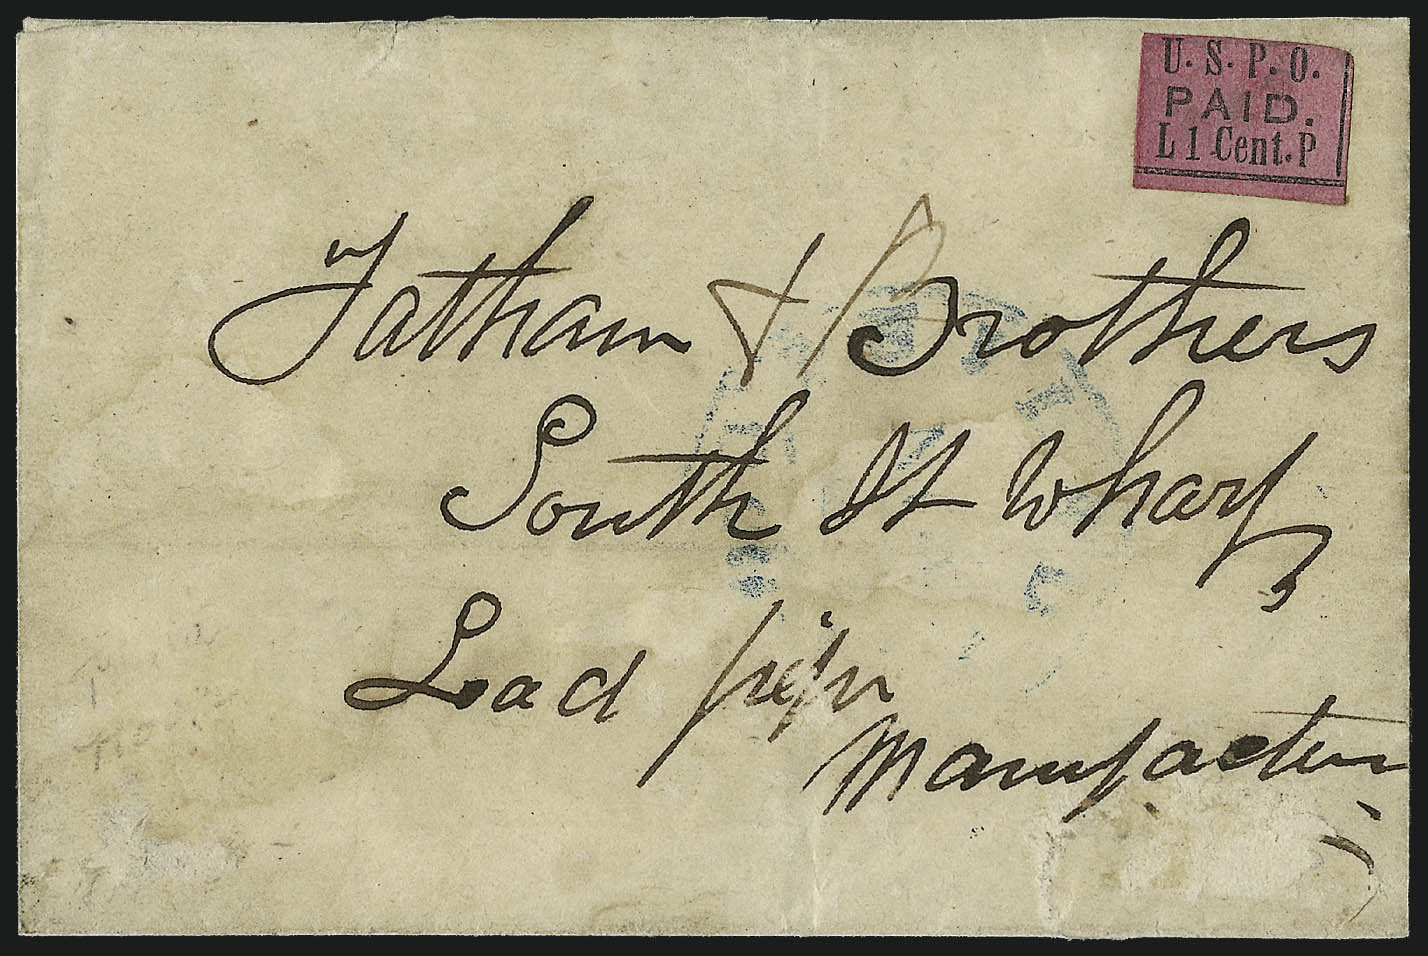 U. S. P. O.
PAID.
L 1 Cent. P
Tatham & Brothers
South St Wharf
Lead pipe
Manufactur